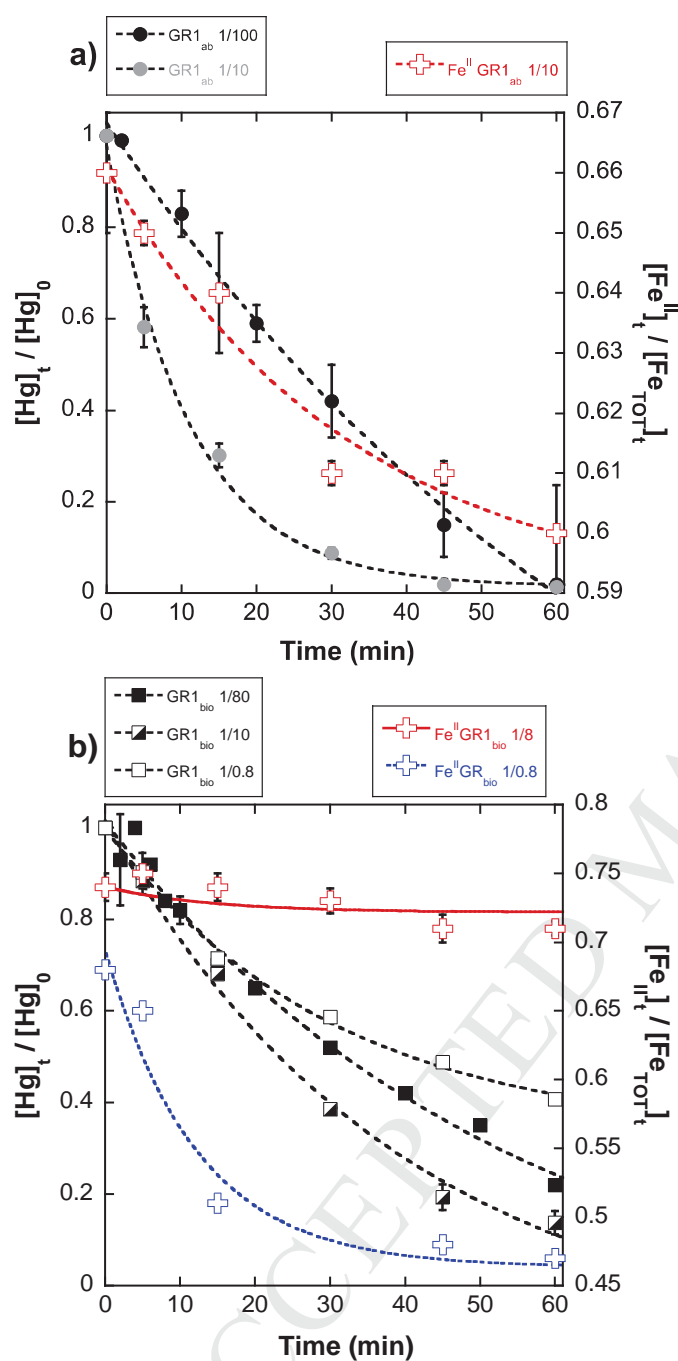 a)
GR1ab 1/100
GR1ab 1/10
FeII GR1ab 1/10
1
0.8
0.6
0.4
0.2
0
[Hg]t / [Hg]0
0.67
0.66
0.65
0.64
0.63
0.62
0.61
0.6
0.59
[FeII]t / [FeTOT]t
0 10 20 30 40 50 60
Time (min)
b)
GR1bio 1/80
GR1bio 1/10
GR1bio 1/0.8
FeIIGR1bio 1/8
FeIIGRbio 1/0.8
1
0.8
0.6
0.4
0.2
0
[Hg]t / [Hg]0
0.8
0.75
0.7
0.65
0.6
0.55
0.5
0.45
[FeII]t / [FeTOT]t
0 10 20 30 40 50 60
Time (min)
CCEPTED MA